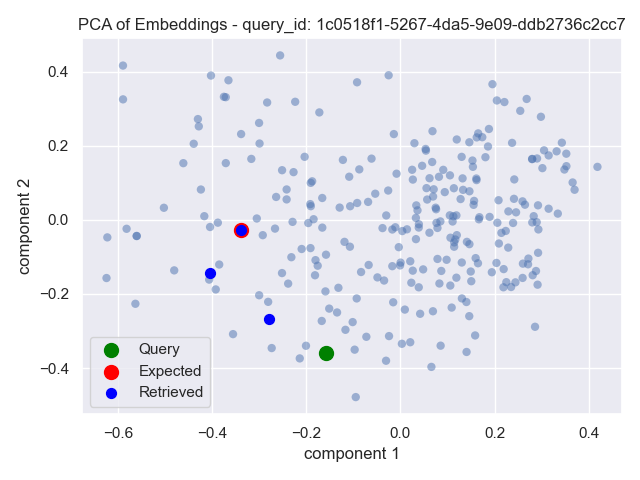 PCA of Embeddings - query_id: 1c0518f1-5267-4da5-9e09-ddb2736c2cc7
component 2
0.4
0.2
0.0
−0.2
−0.4
Query
Expected
Retrieved
−0.6 −0.4 −0.2 0.0 0.2 0.4
component 1